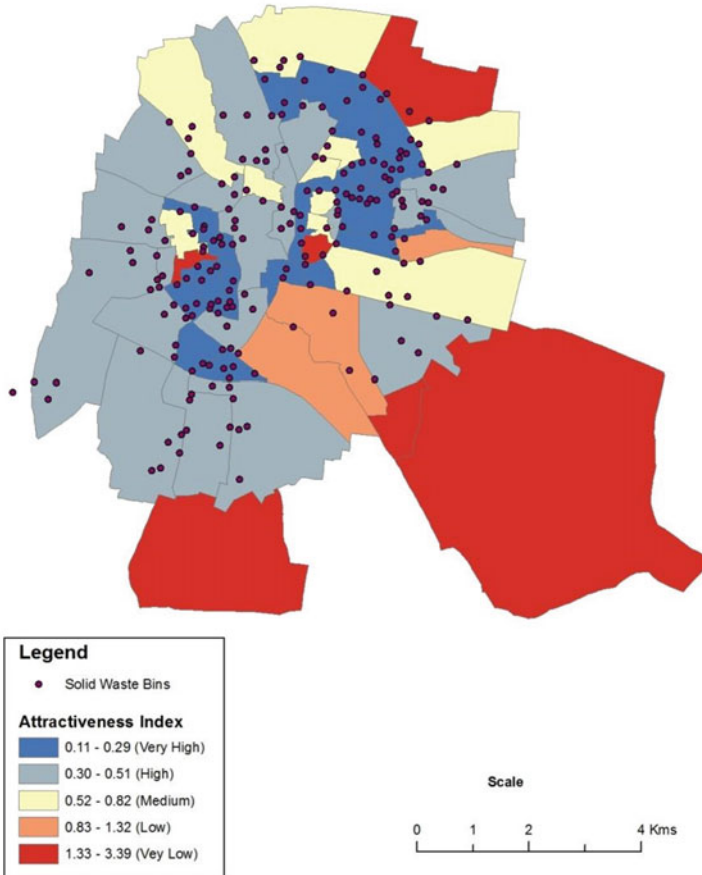 Legend
Solid Waste Bins
Attractiveness Index
0.11 - 0.29 (Very High)
0.30 - 0.51 (High)
0.52 - 0.82 (Medium)
0.83 - 1.32 (Low)
1.33 - 3.39 (Vey Low)
Scale
0 1 2 4 Kms